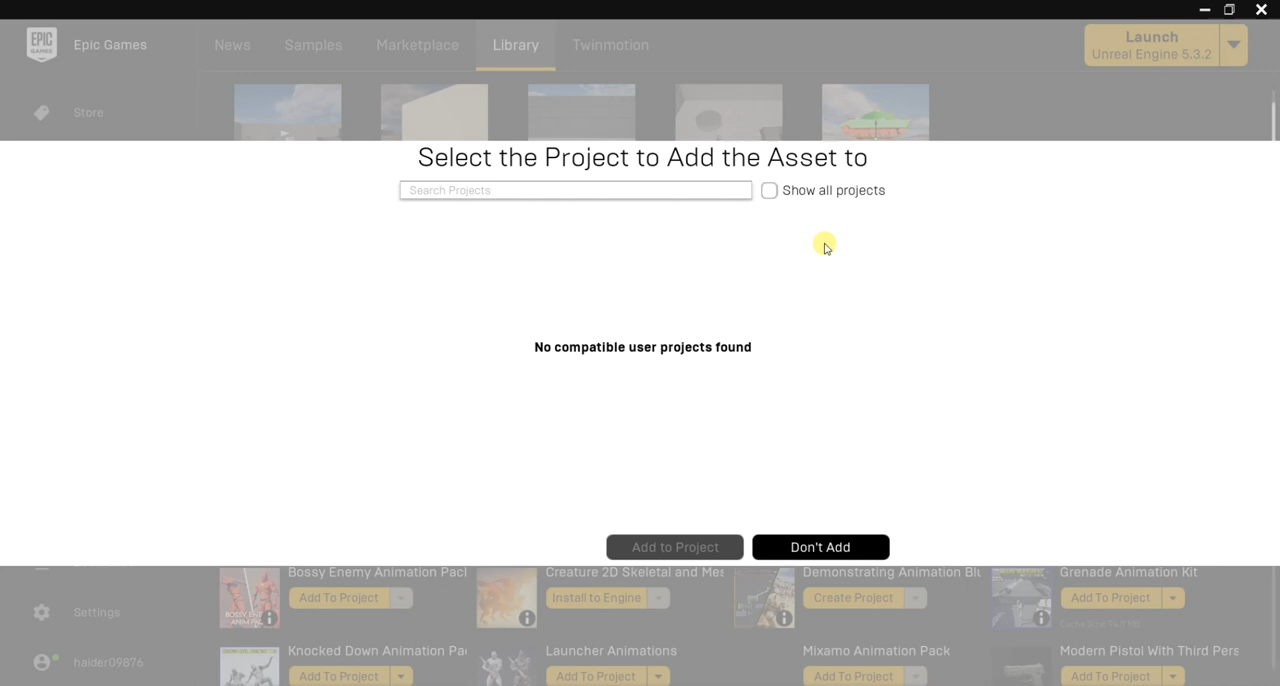 EPIC GAMES
Epic Games
News
Samples
Marketplace
Library
Twinmotion
Launch
Unreal Engine 5.3.2
Store
Select the Project to Add the Asset to
Search Projects
Show all projects
No compatible user projects found
Add to Project
Don't Add
Bossy Enemy Animation Pacl
Creature 2D Skeletal and Mes
Demonstrating Animation Blu
Grenade Animation Kit
Add To Project
Install to Engine
Create Project
Add To Project
Settings
Knocked Down Animation Pa
Launcher Animations
Mixamo Animation Pack
Modern Pistol With Third Pers
haider09876
Add To Project
Add To Project
Add To Project
Add To Project